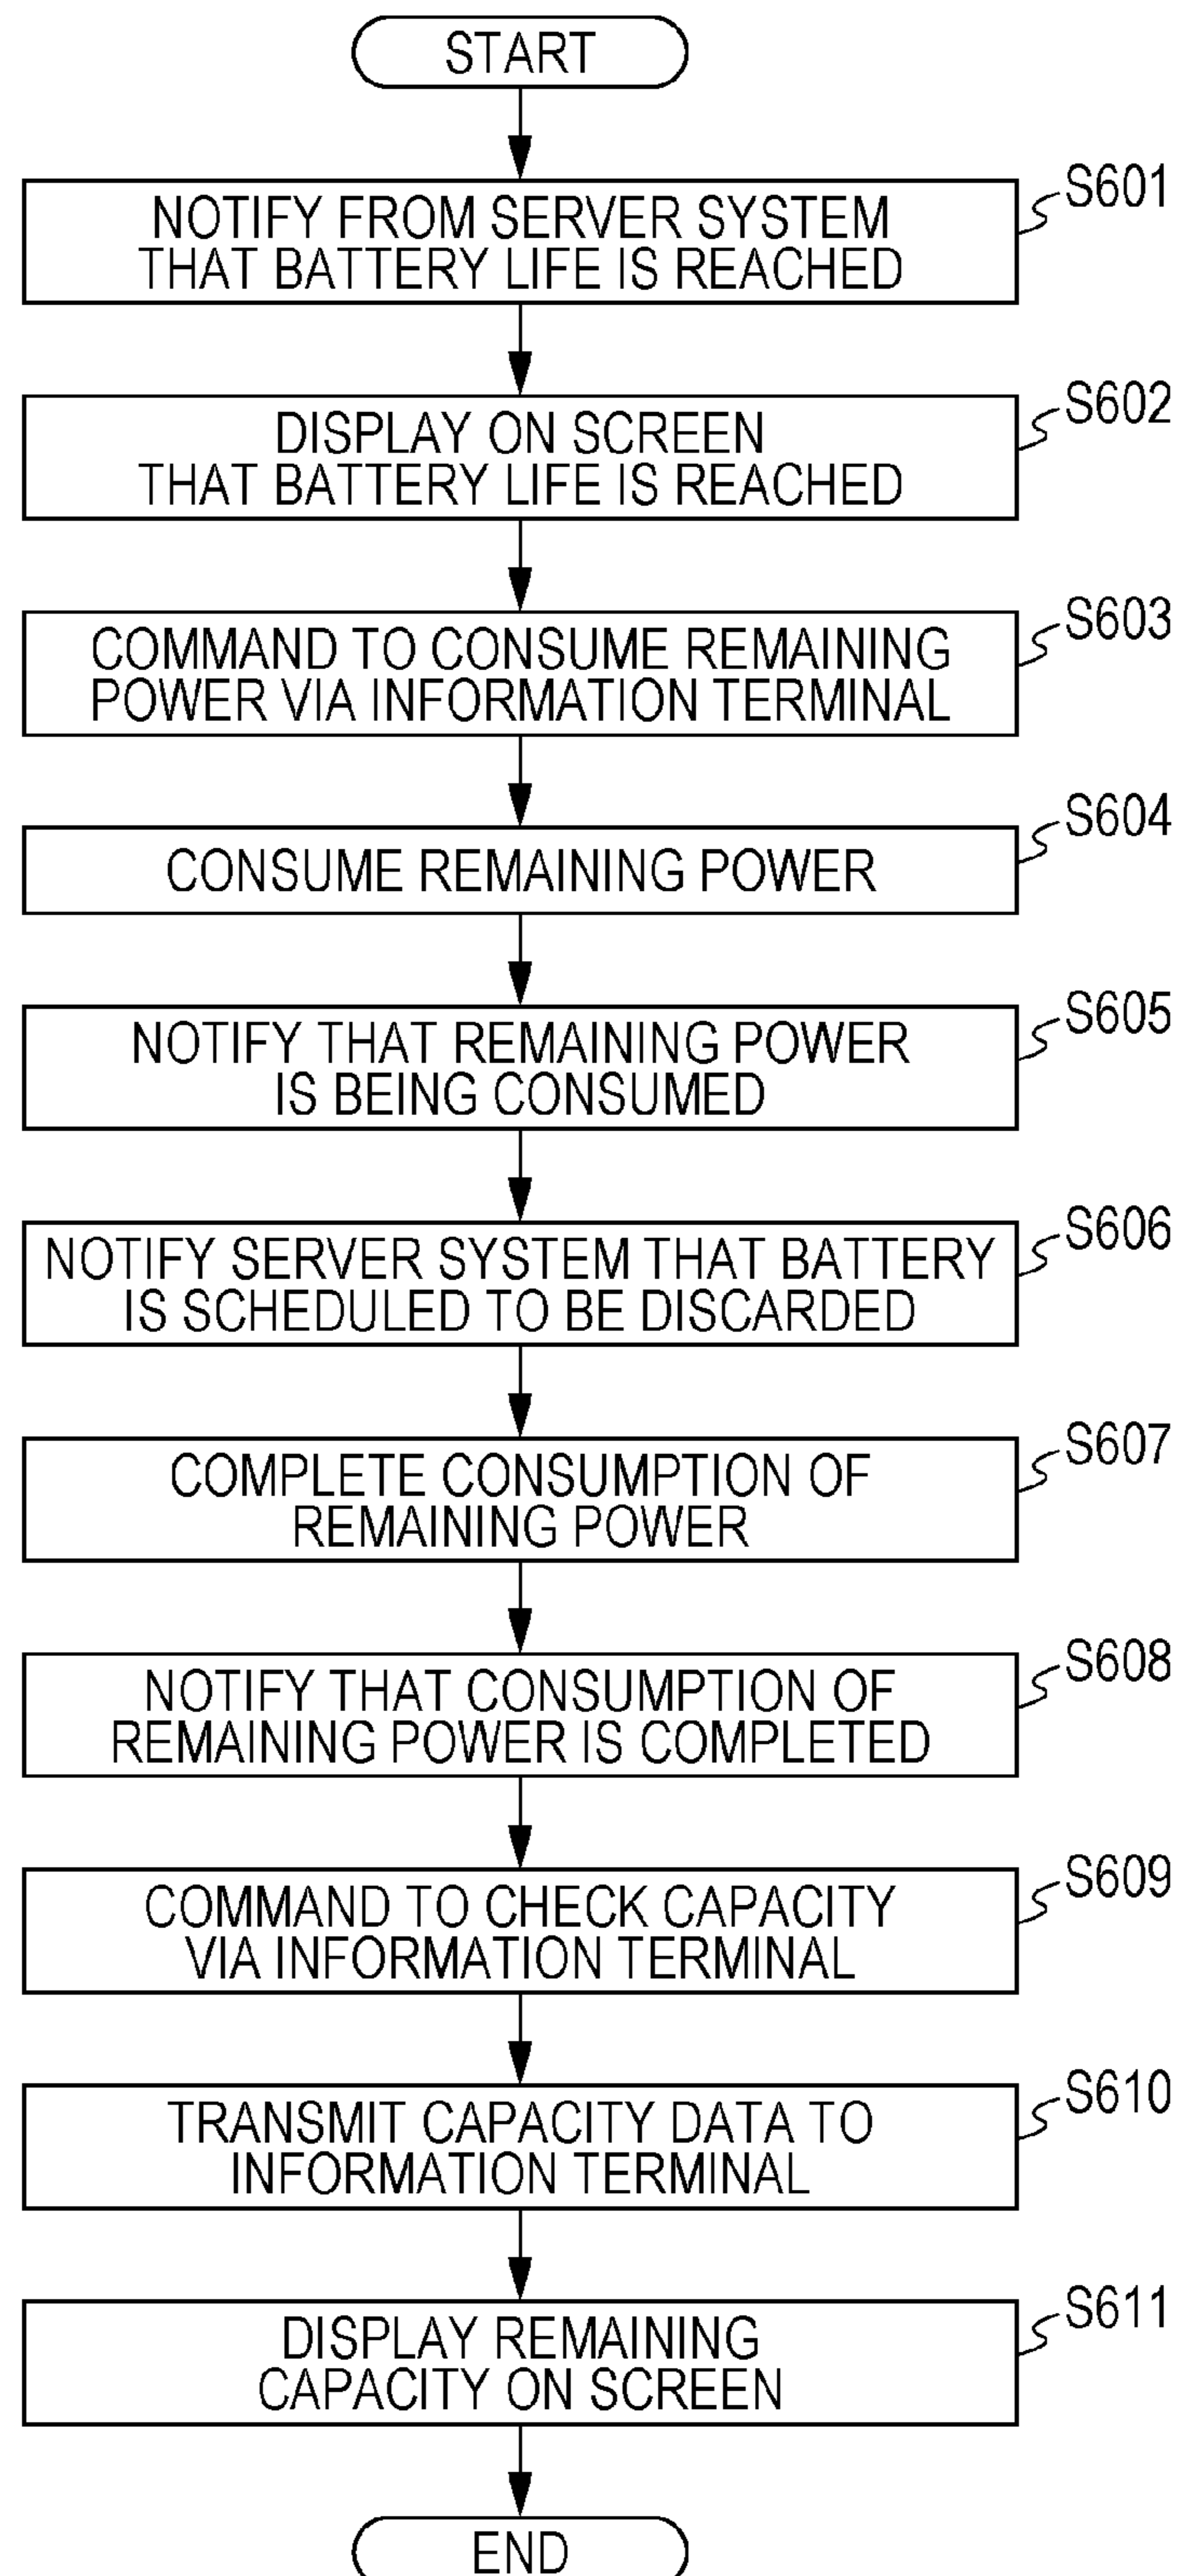 START
S601
NOTIFY FROM SERVER SYSTEM
THAT BATTERY LIFE IS REACHED
S602
DISPLAY ON SCREEN
THAT BATTERY LIFE IS REACHED
S603
COMMAND TO CONSUME REMAINING
POWER VIA INFORMATION TERMINAL
S604
CONSUME REMAINING POWER
S605
NOTIFY THAT REMAINING POWER
IS BEING CONSUMED
S606
NOTIFY SERVER SYSTEM THAT BATTERY
IS SCHEDULED TO BE DISCARDED
S607
COMPLETE CONSUMPTION OF
REMAINING POWER
S608
NOTIFY THAT CONSUMPTION OF
REMAINING POWER IS COMPLETED
S609
COMMAND TO CHECK CAPACITY
VIA INFORMATION TERMINAL
S610
TRANSMIT CAPACITY DATA TO
INFORMATION TERMINAL
S611
DISPLAY REMAINING
CAPACITY ON SCREEN
END